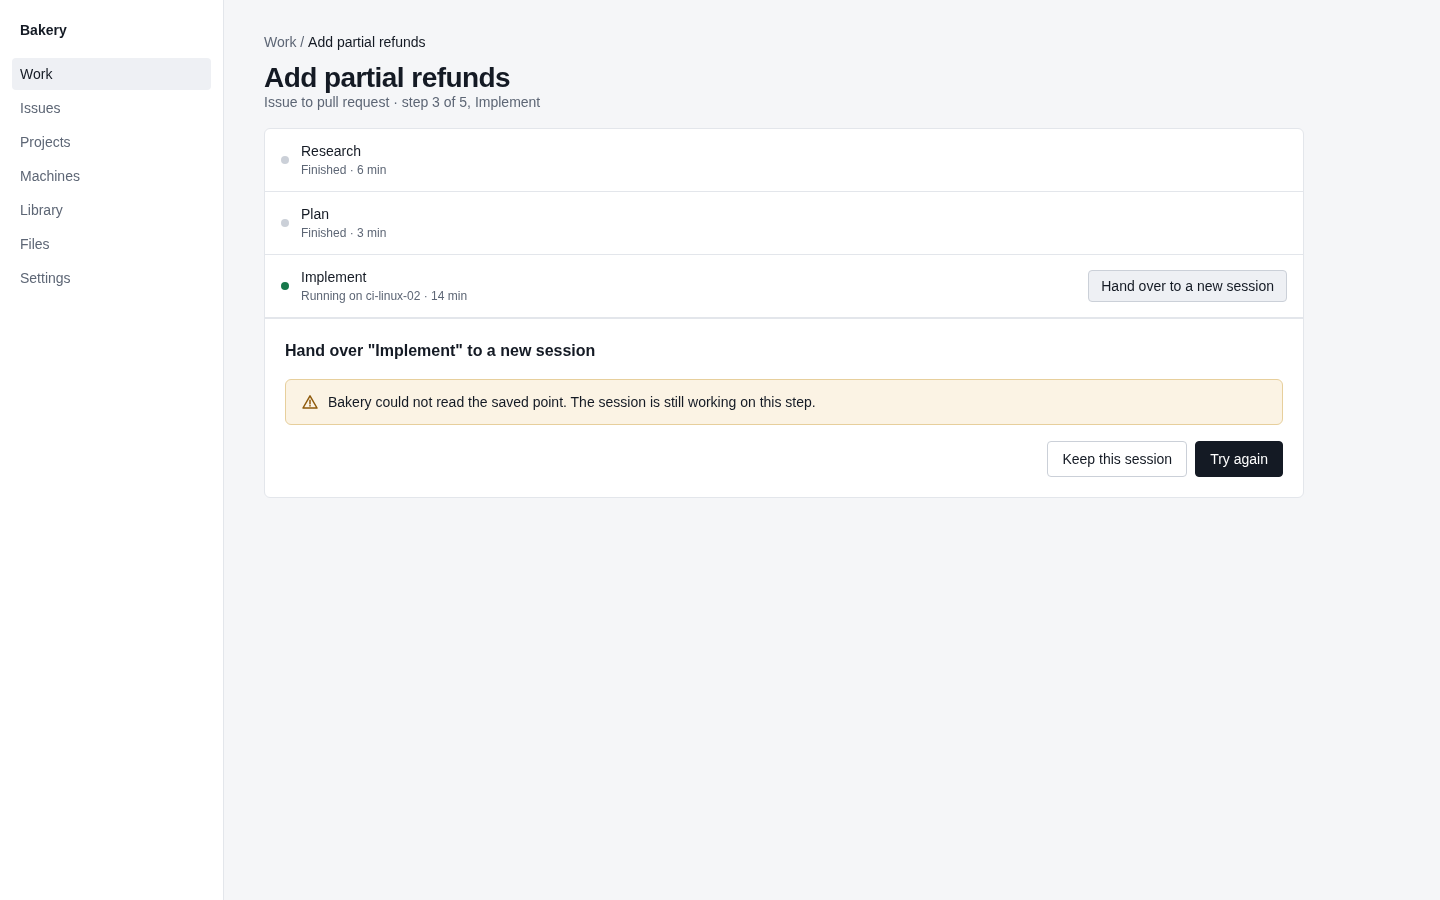 Bakery
Work
Issues
Projects
Machines
Library
Files
Settings
Work / Add partial refunds
Add partial refunds
Issue to pull request · step 3 of 5, Implement
Research
Finished · 6 min
Plan
Finished · 3 min
Implement
Running on ci-linux-02 · 14 min
Hand over to a new session
Hand over "Implement" to a new session
Bakery could not read the saved point. The session is still working on this step.
Keep this session
Try again